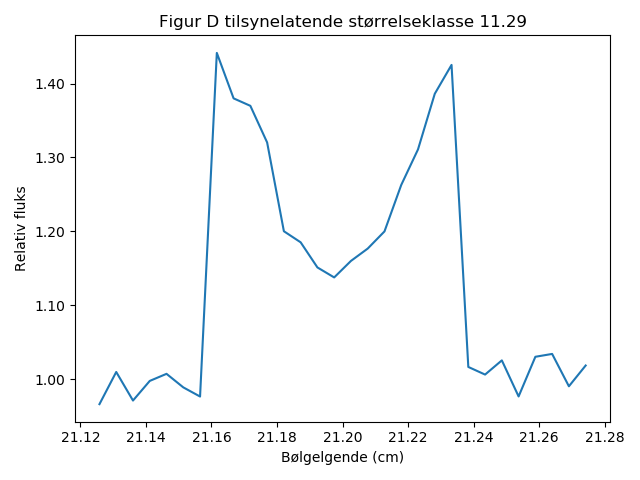 Figur D tilsynelatende størrelseklasse 11.29
1.40
1.30
1.20
1.10
1.00
Relativ fluks
21.12 21.14 21.16 21.18 21.20 21.22 21.24 21.26 21.28
Bølgelgende (cm)